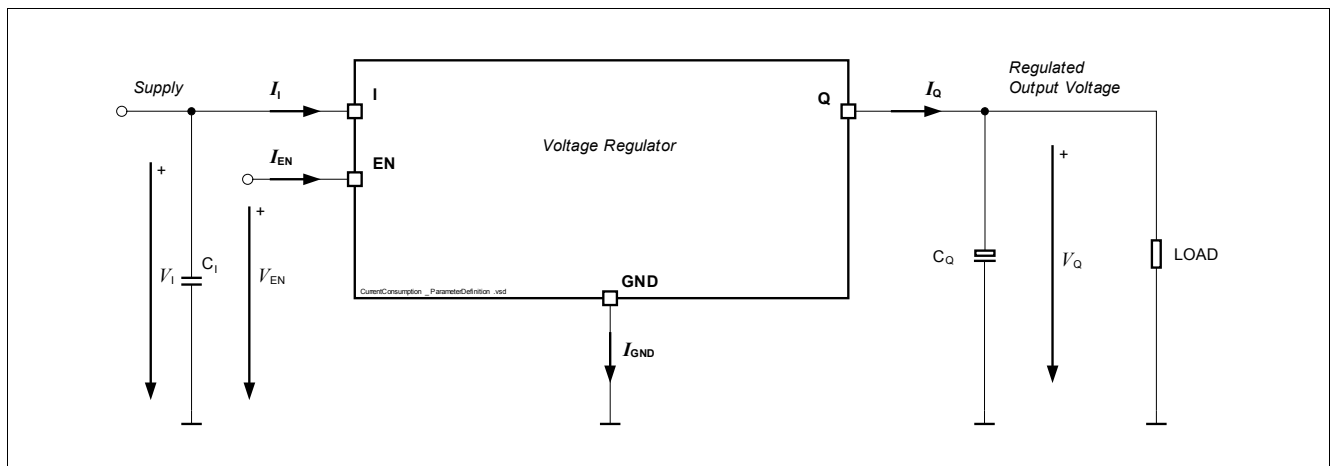 Supply
I_I
I
I_EN
EN
Voltage Regulator
Q
I_Q
Regulated
Output Voltage
+
+
+
V_I
C_I
V_EN
C_Q
V_Q
LOAD
CurrentConsumption _ ParameterDefinition .vsd
GND
I_GND